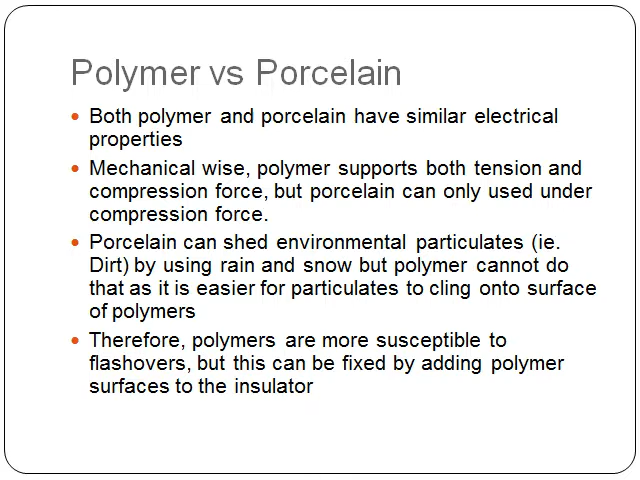 Polymer vs Porcelain
• Both polymer and porcelain have similar electrical
properties
• Mechanical wise, polymer supports both tension and
compression force, but porcelain can only used under
compression force.
• Porcelain can shed environmental particulates (ie.
Dirt) by using rain and snow but polymer cannot do
that as it is easier for particulates to cling onto surface
of polymers
• Therefore, polymers are more susceptible to
flashovers, but this can be fixed by adding polymer
surfaces to the insulator